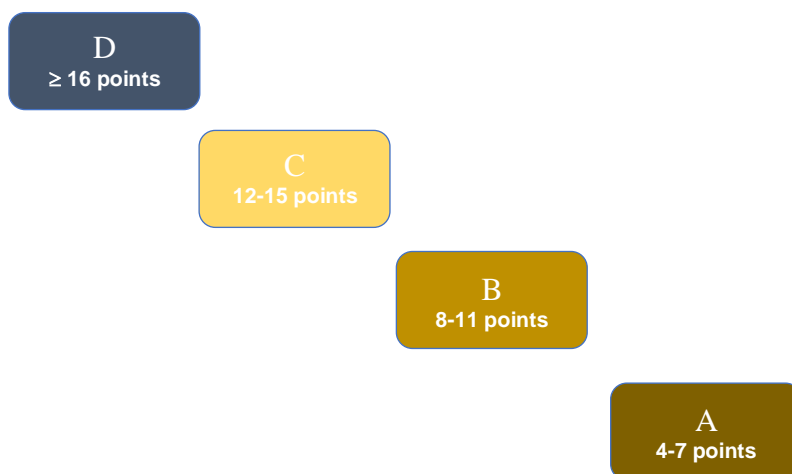 D
≥ 16 points
C
12-15 points
B
8-11 points
A
4-7 points